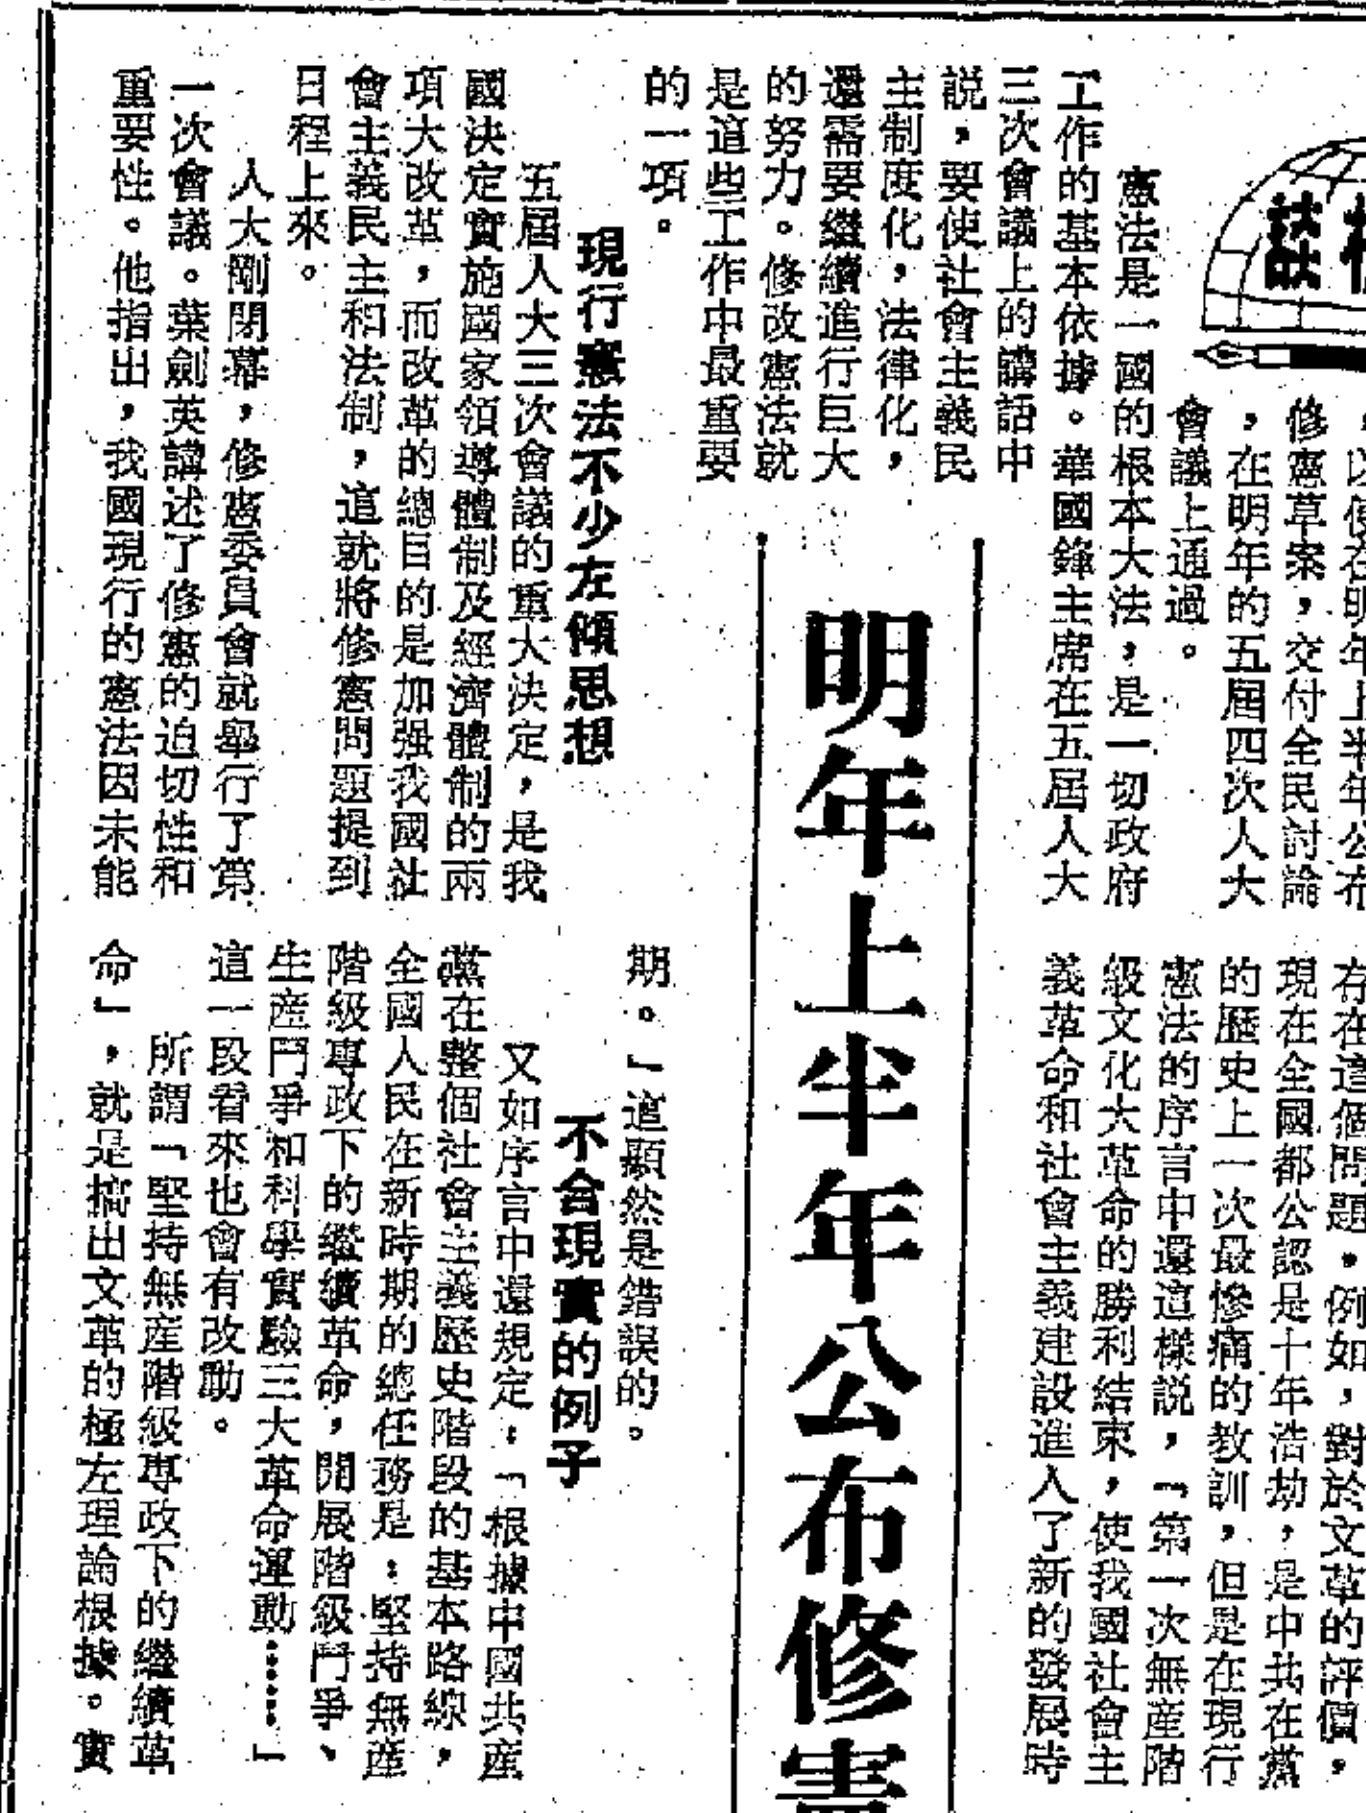 明年上半年公布修憲
，以便在明年上半年公布
修憲草案，交付全民討論
，在明年的五屆四次人大
會議上通過。
憲法是一國的根本大法，是一切政府
工作的基本依據。華國鋒主席在五屆人大
三次會議上的講話中
説，要使社會主義民
主制度化，法律化，
還需要繼續進行巨大
的努力。修改憲法就
是這些工作中最重要
的一項。
現行憲法不少左傾思想
五屆人大三次會議的重大決定，是我
國決定實施國家領導體制及經濟體制的兩
項大改革，而改革的總目的是加强我國社
會主義民主和法制，這就將修憲問題提到
日程上來。
人大剛閉幕，修憲委員會就舉行了第
一次會議。葉劍英講述了修憲的迫切性和
重要性。他指出，我國現行的憲法因未能
存在這個問題。例如，對於文革的評價，
現在全國都公認是十年浩劫，是中共在黨
的歷史上一次最慘痛的教訓，但是在現行
憲法的序言中還這樣説，「第一次無産階
級文化大革命的勝利結束，使我國社會主
義革命和社會主義建設進入了新的發展時
期。」這顯然是錯誤的。
不合現實的例子
又如序言中還規定：「根據中國共産
黨在整個社會主義歷史階段的基本路線，
全國人民在新時期的總任務是：堅持無産
階級專政下的繼續革命，開展階級鬥爭、
生産鬥爭和科學實驗三大革命運動……」
這一段看來也會有改動。
所謂「堅持無産階級專政下的繼續革
命」，就是搞出文革的極左理論根據。實